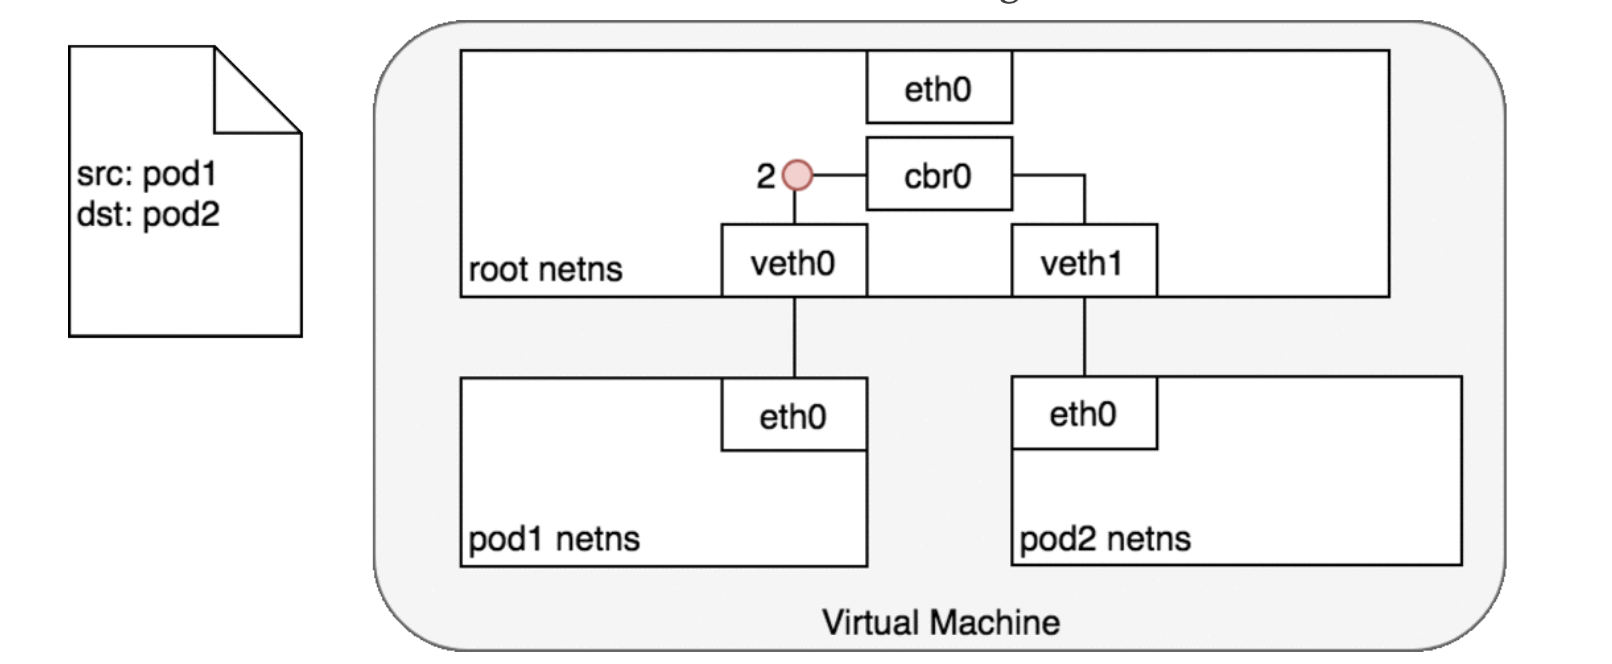 src: pod1
dst: pod2
eth0
2
cbr0
veth0
veth1
root netns
eth0
eth0
pod1 netns
pod2 netns
Virtual Machine